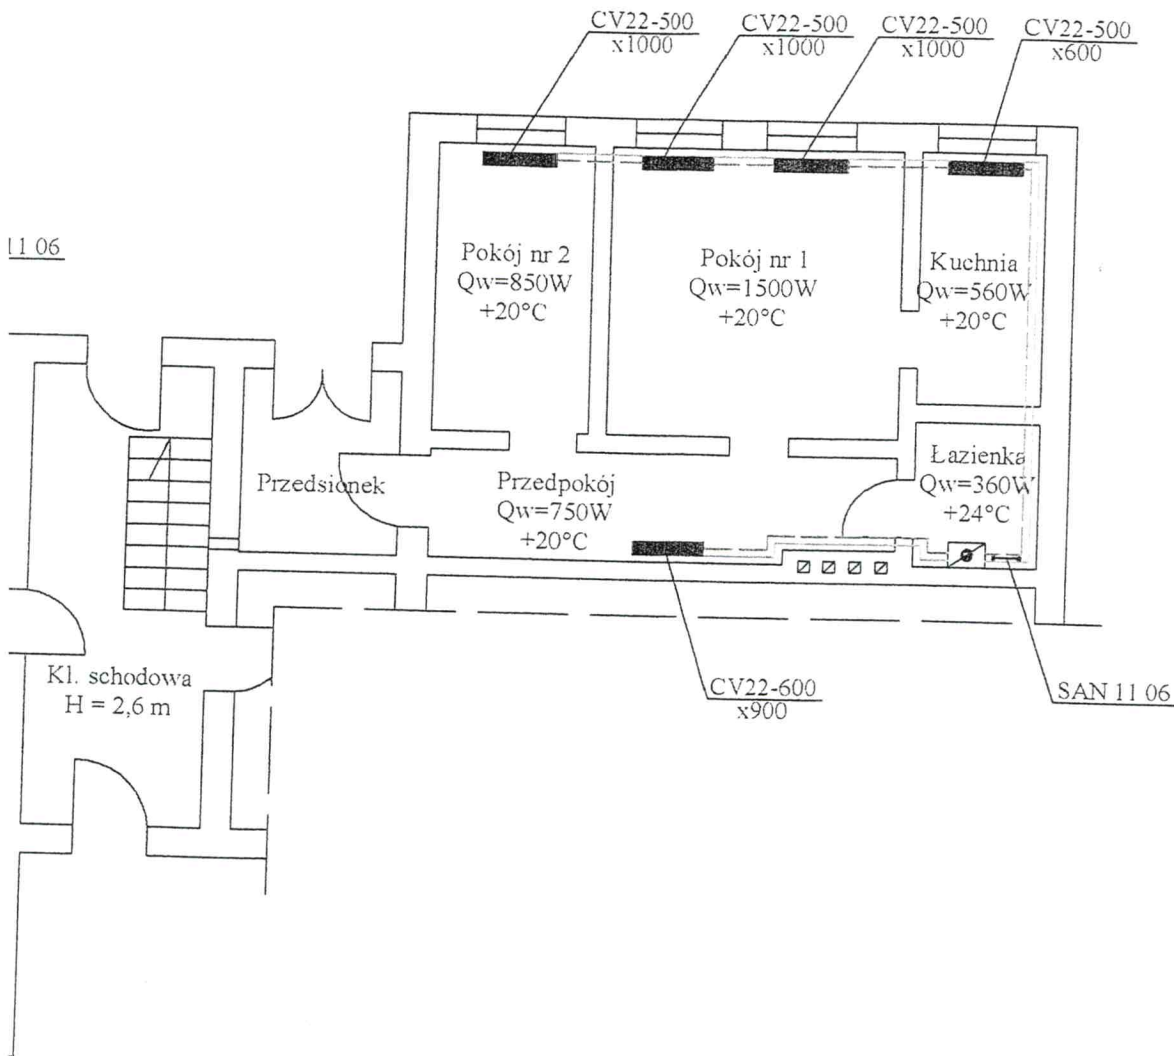 CV22-500
x1000
CV22-500
x1000
CV22-500
x1000
CV22-500
x600
11 06
Pokój nr 2
Qw=850W
+20°C
Pokój nr 1
Qw=1500W
+20°C
Kuchnia
Qw=560W
+20°C
Przedsionek
Przedpokój
Qw=750W
+20°C
Łazienka
Qw=360W
+24°C
Kl. schodowa
H = 2,6 m
CV22-600
x900
SAN 11 06